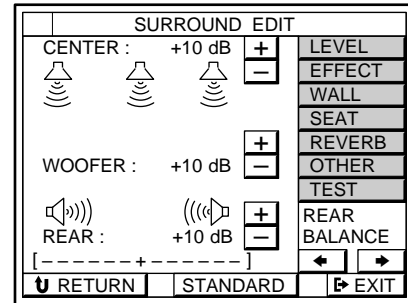 SURROUND EDIT
CENTER : +10 dB +
−
LEVEL
EFFECT
WALL
SEAT
REVERB
OTHER
TEST
+
WOOFER : +10 dB −
+
REAR : +10 dB −
REAR
BALANCE
[------+------]
RETURN STANDARD EXIT